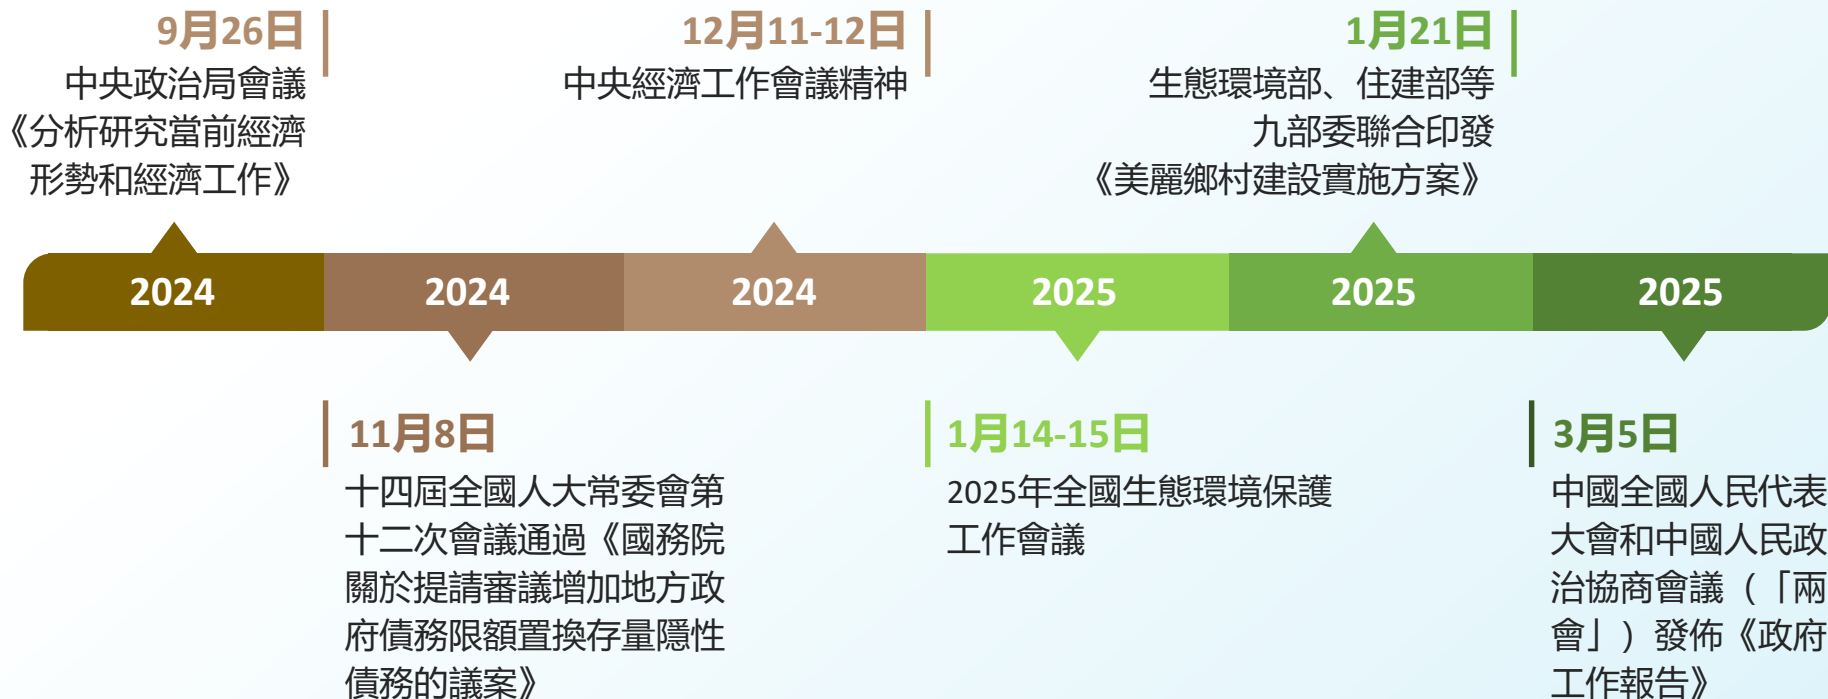 9月26日
中央政治局會議
《分析研究當前經濟
形勢和經濟工作》
12月11-12日
中央經濟工作會議精神
1月21日
生態環境部、住建部等
九部委聯合印發
《美麗鄉村建設實施方案》
2024
2024
2024
2025
2025
2025
11月8日
十四屆全國人大常委會第
十二次會議通過《國務院
關於提請審議增加地方政
府債務限額置換存量隱性
債務的議案》
1月14-15日
2025年全國生態環境保護
工作會議
3月5日
中國全國人民代表
大會和中國人民政
治協商會議（「兩
會」）發佈《政府
工作報告》